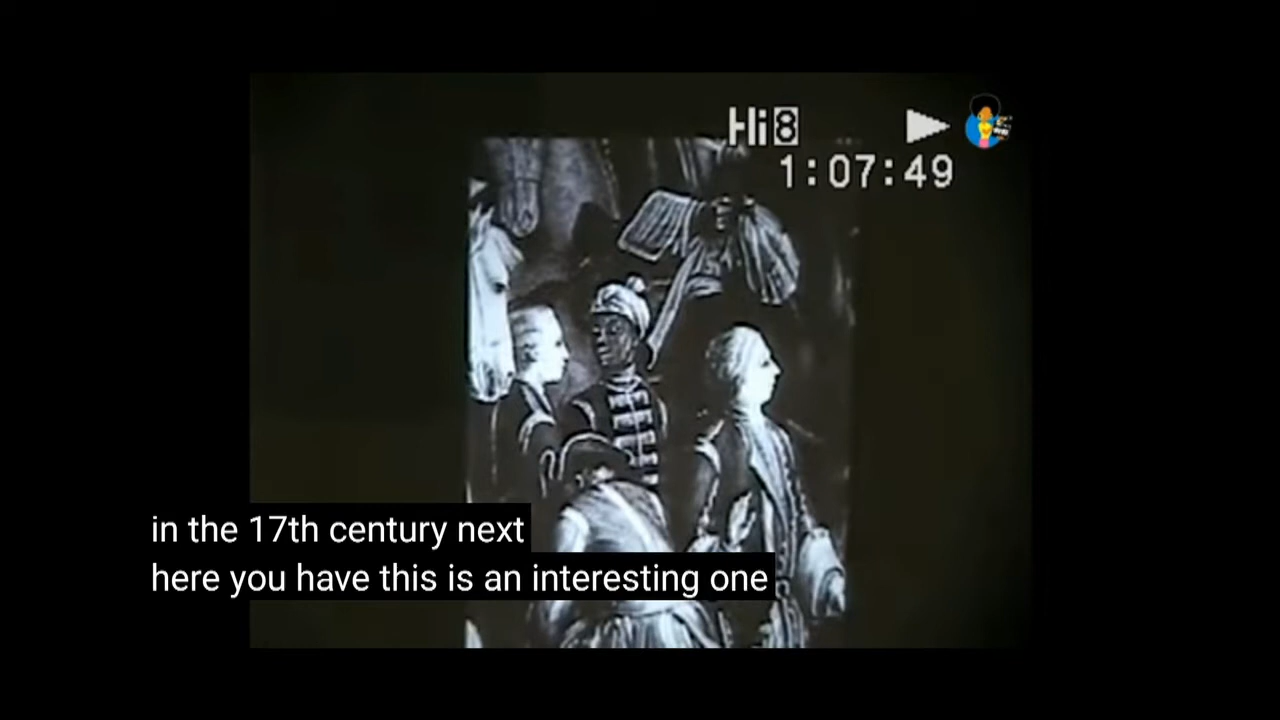 Hi8
1:07:49
in the 17th century next
here you have this is an interesting one